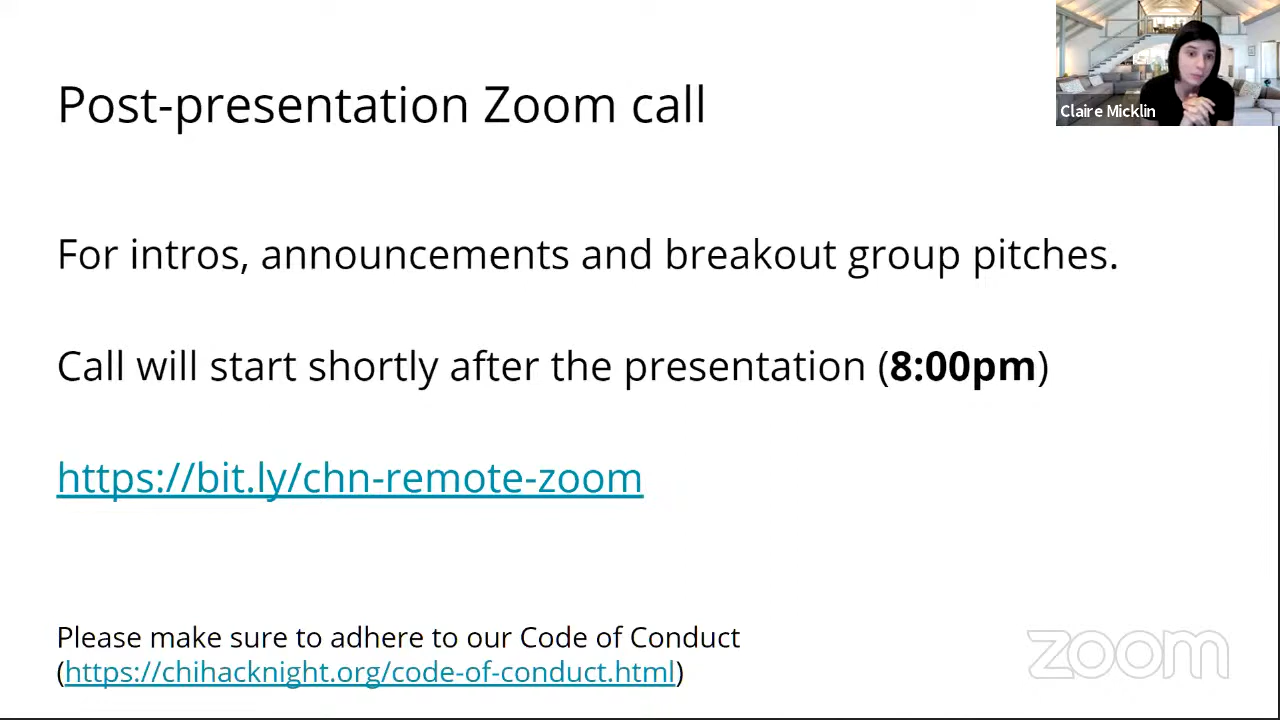 Post-presentation Zoom call
Claire Micklin
For intros, announcements and breakout group pitches.
Call will start shortly after the presentation (8:00pm)
https://bit.ly/chn-remote-zoom
Please make sure to adhere to our Code of Conduct
(https://chihacknight.org/code-of-conduct.html)
zoom